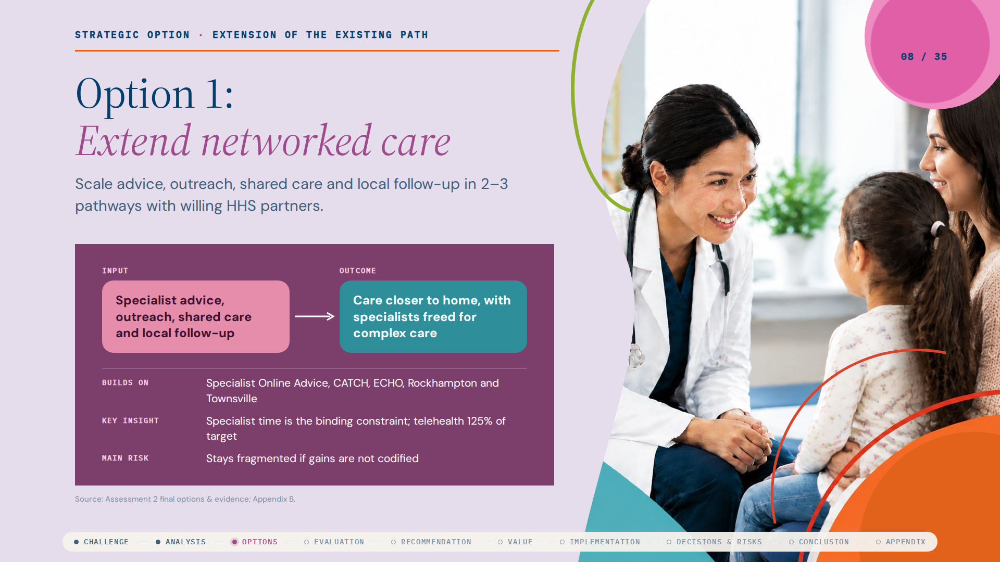 STRATEGIC OPTION · EXTENSION OF THE EXISTING PATH
08 / 35
Option 1:
Extend networked care
Scale advice, outreach, shared care and local follow-up in 2–3
pathways with willing HHS partners.
INPUT
Specialist advice,
outreach, shared care
and local follow-up
OUTCOME
Care closer to home, with
specialists freed for
complex care
BUILDS ON
Specialist Online Advice, CATCH, ECHO, Rockhampton and
Townsville
KEY INSIGHT
Specialist time is the binding constraint; telehealth 125% of
target
MAIN RISK
Stays fragmented if gains are not codified
Source: Assessment 2 final options & evidence; Appendix B.
CHALLENGE ANALYSIS OPTIONS EVALUATION RECOMMENDATION VALUE IMPLEMENTATION DECISIONS & RISKS CONCLUSION APPENDIX